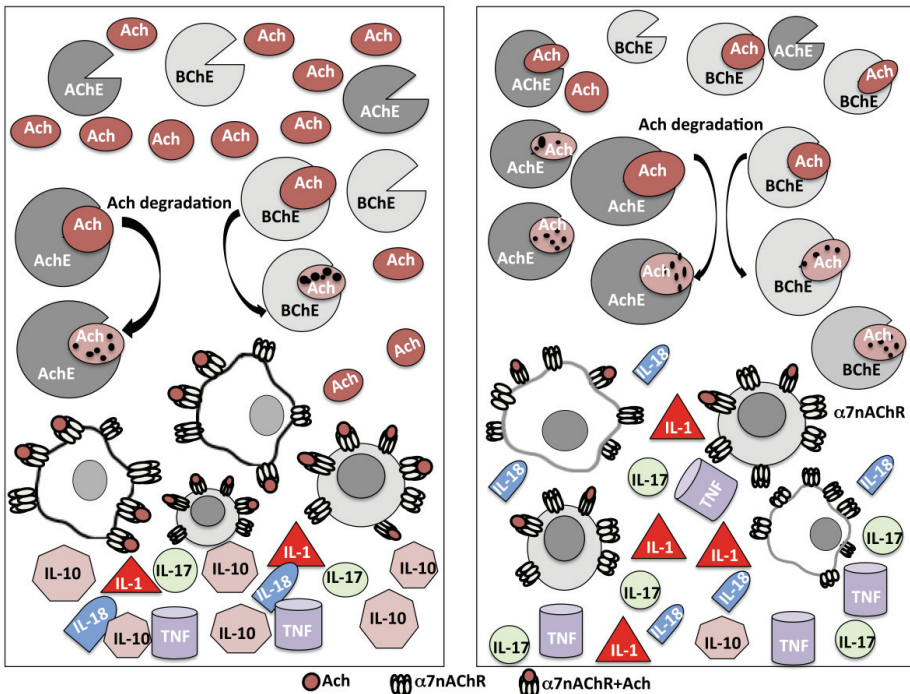 Ach
Ach
Ach
AChE
BChE
Ach
AChE
Ach
Ach
Ach
Ach
Ach
Ach
Ach degradation
Ach
BChE
BChE
Ach
AchE
Ach
Ach
BChE
Ach
AchE
Ach
Ach
IL-10
IL-1
IL-17
IL-10
IL-1
IL-17
IL-10
IL-18
IL-18
IL-10
TNF
IL-10
TNF
IL-10
Ach
AChE
BChE
Ach
BChE
AChE
Ach
BChE
Ach
Ach degradation
Ach
AchE
Ach
AchE
Ach
BChE
Ach
AchE
Ach
AchE
Ach
BChE
Ach
BChE
IL-18
α7nAChR
IL-1
IL-18
IL-17
TNF
IL-18
IL-1
IL-1
IL-17
IL-17
IL-18
TNF
IL-17
TNF
IL-1
IL-18
IL-10
TNF
IL-17
Ach
α7nAChR
α7nAChR+Ach